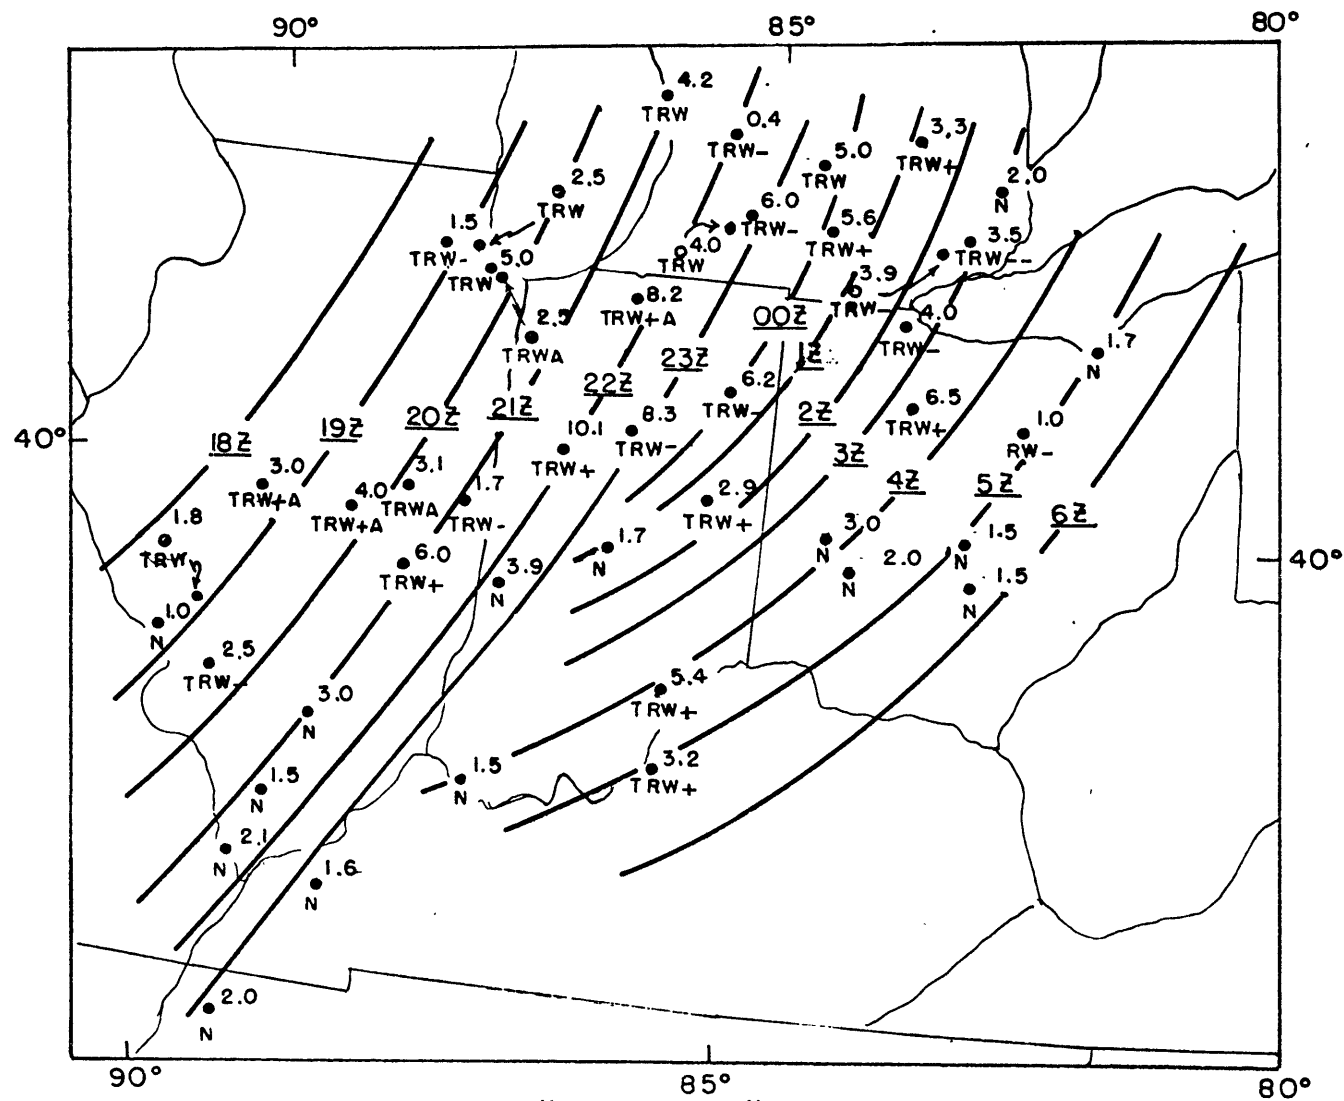 90° 85° 80°
4.2
TRW
0.4
TRW-
5.0
TRW
3.3
TRW+
2.0
N
2.5
TRW
6.0
TRW-
5.6
TRW+
1.5
TRW-
5.0
TRW
4.0
TRW
3.5
TRW--
3.9
TRW-
8.2
TRW+A
4.0
TRW-
2.5
TRWA
00Z
1Z
1.7
N
22Z
23Z
6.2
TRW-
6.5
TRW+
40°
18Z
19Z
20Z
21Z
10.1
TRW+
8.3
TRW-
2Z
3Z
1.0
RW-
3.0
TRW+A
4.0
TRW+A
3.1
TRWA
1.7
TRW-
2.9
TRW+
4Z
5Z
6Z
1.8
TRW
6.0
TRW+
3.9
N
1.7
N
3.0
N
2.0
N
1.5
N
1.5
N
40°
1.0
N
2.5
TRW-
3.0
N
5.4
TRW+
1.5
N
1.5
N
3.2
TRW+
2.1
N
1.6
N
2.0
N
90° 85° 80°